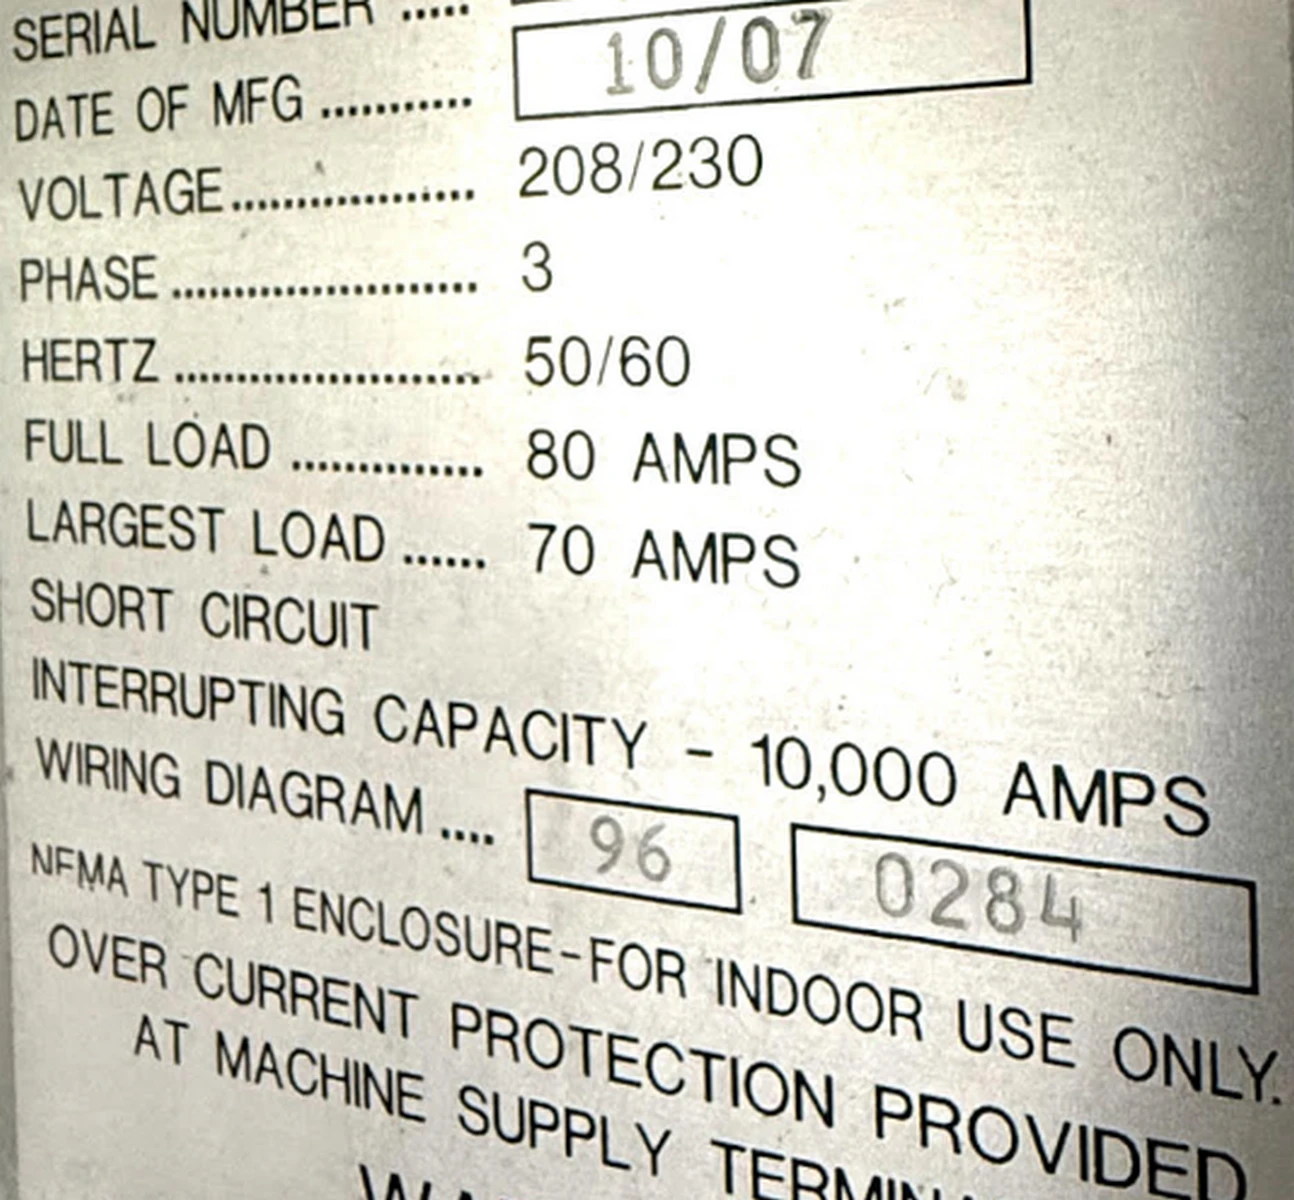 SERIAL NUMBER .....
DATE OF MFG ............ 10/07
VOLTAGE................... 208/230
PHASE ........................ 3
HERTZ ......................... 50/60
FULL LOAD ............... 80 AMPS
LARGEST LOAD ...... 70 AMPS
SHORT CIRCUIT
INTERRUPTING CAPACITY - 10,000 AMPS
WIRING DIAGRAM .... 96 0284
NEMA TYPE 1 ENCLOSURE-FOR INDOOR USE ONLY.
OVER CURRENT PROTECTION PROVIDED
AT MACHINE SUPPLY